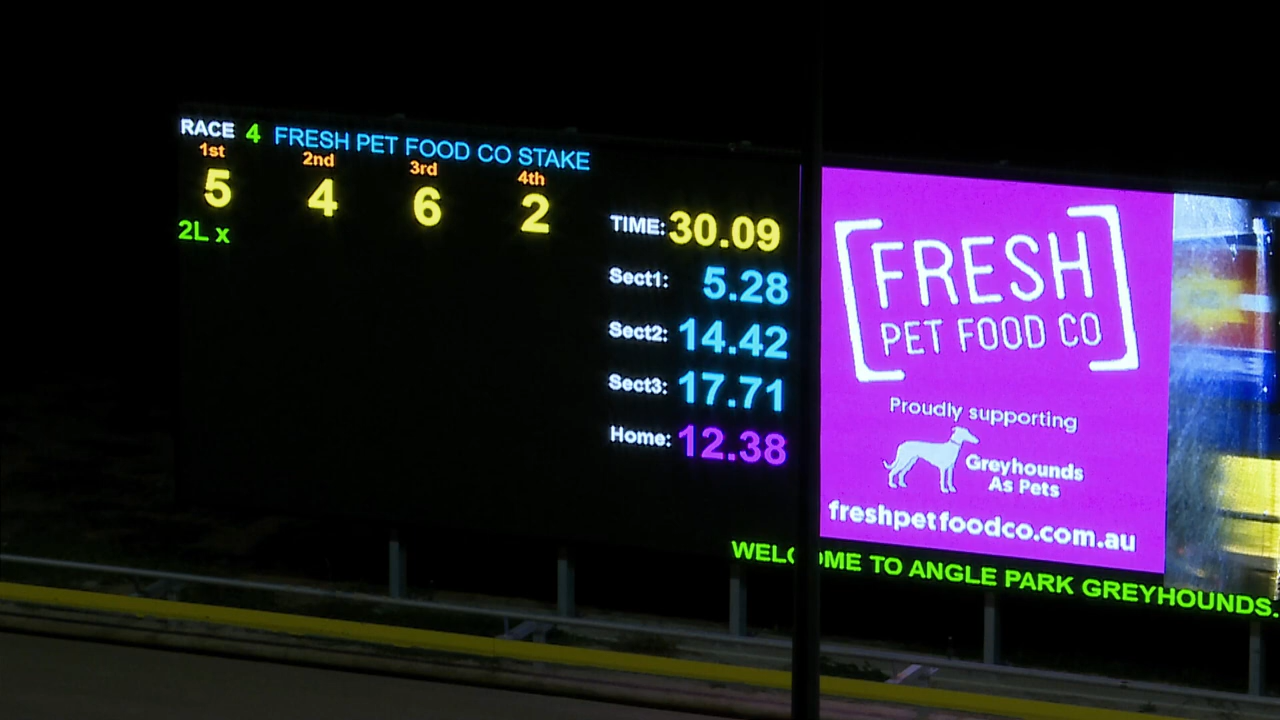 RACE 4 FRESH PET FOOD CO STAKE
1st 2nd 3rd 4th
5 4 6 2
2L x
TIME: 30.09
Sect1: 5.28
Sect2: 14.42
Sect3: 17.71
Home: 12.38
FRESH
PET FOOD CO
Proudly supporting
Greyhounds
As Pets
freshpetfoodco.com.au
WELCOME TO ANGLE PARK GREYHOUNDS.